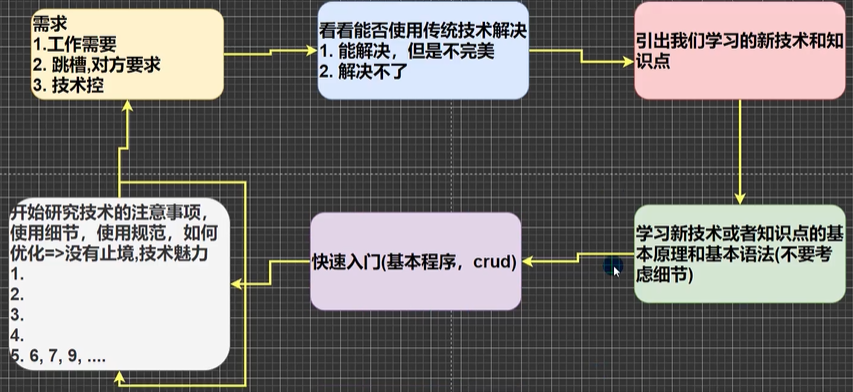 需求
1.工作需要
2. 跳槽,对方要求
3. 技术控
看看能否使用传统技术解决
1. 能解决，但是不完美
2. 解决不了
引出我们学习的新技术和知
识点
学习新技术或者知识点的基
本原理和基本语法(不要考
虑细节)
快速入门(基本程序，crud)
开始研究技术的注意事项，
使用细节，使用规范，如何
优化=>没有止境,技术魅力
1.
2.
3.
4.
5. 6, 7, 9, ....